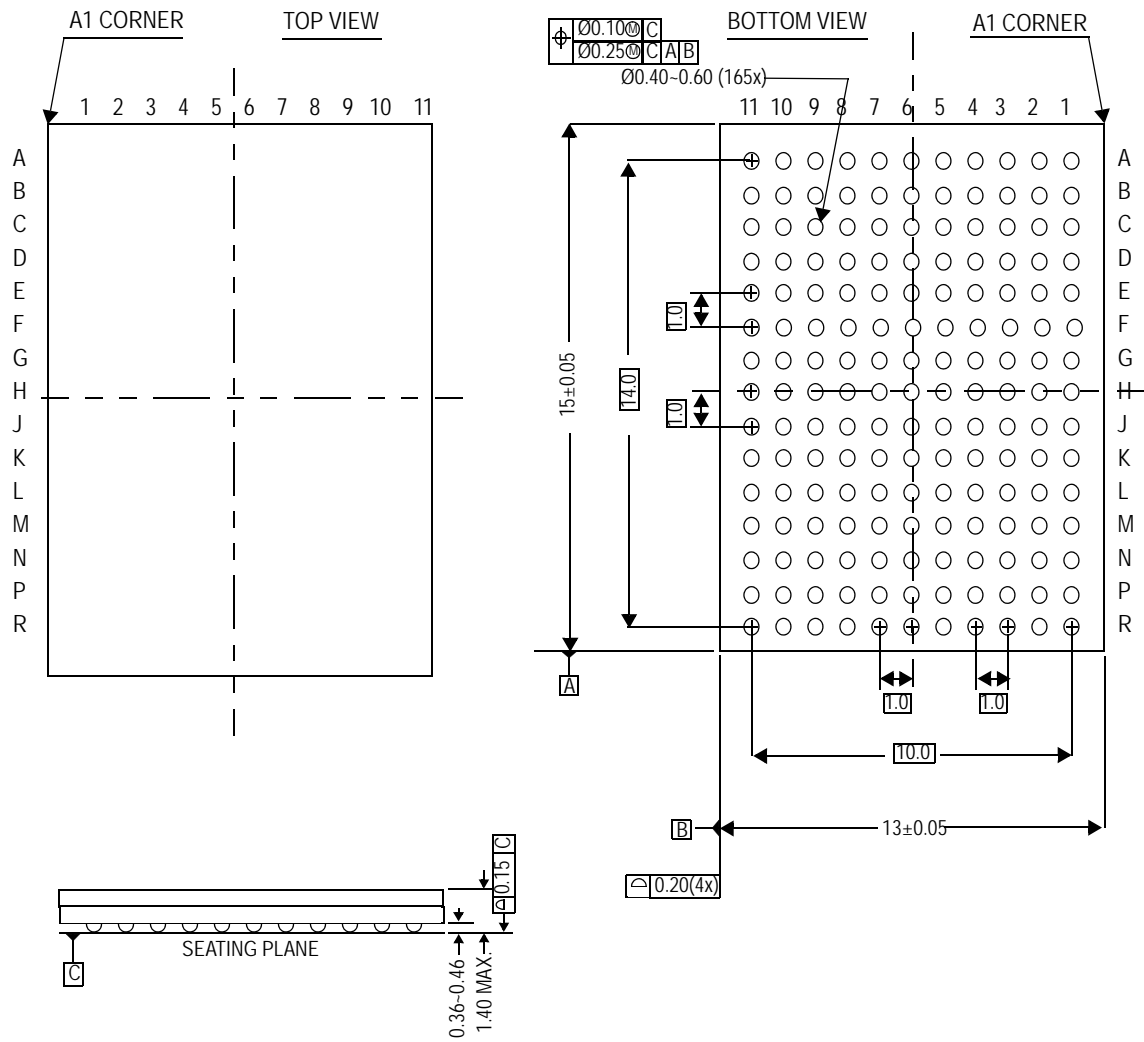 A1 CORNER
TOP VIEW
1 2 3 4 5 6 7 8 9 10 11
A
B
C
D
E
F
G
H
J
K
L
M
N
P
R
Ø0.10Ⓜ C
Ø0.25Ⓜ C A B
Ø0.40~0.60 (165x)
BOTTOM VIEW
A1 CORNER
11 10 9 8 7 6 5 4 3 2 1
A
B
C
D
E
F
G
H
J
K
L
M
N
P
R
15±0.05
14.0
1.0
1.0
A
1.0
1.0
10.0
B
13±0.05
0.20(4x)
0.15 C
SEATING PLANE
C
0.36~0.46
1.40 MAX.